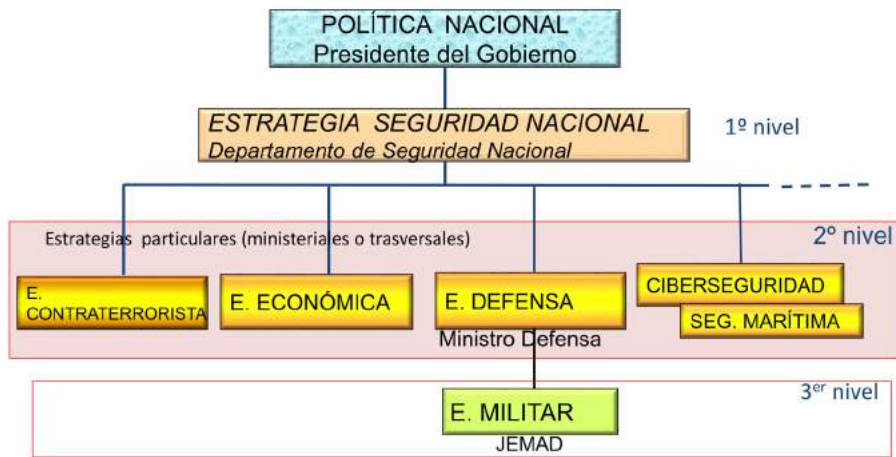 POLÍTICA NACIONAL
Presidente del Gobierno
ESTRATEGIA SEGURIDAD NACIONAL
Departamento de Seguridad Nacional
1º nivel
Estrategias particulares (ministeriales o trasversales)
2º nivel
E.
CONTRATERRORISTA
E. ECONÓMICA
E. DEFENSA
Ministro Defensa
CIBERSEGURIDAD
SEG. MARÍTIMA
3er nivel
E. MILITAR
JEMAD